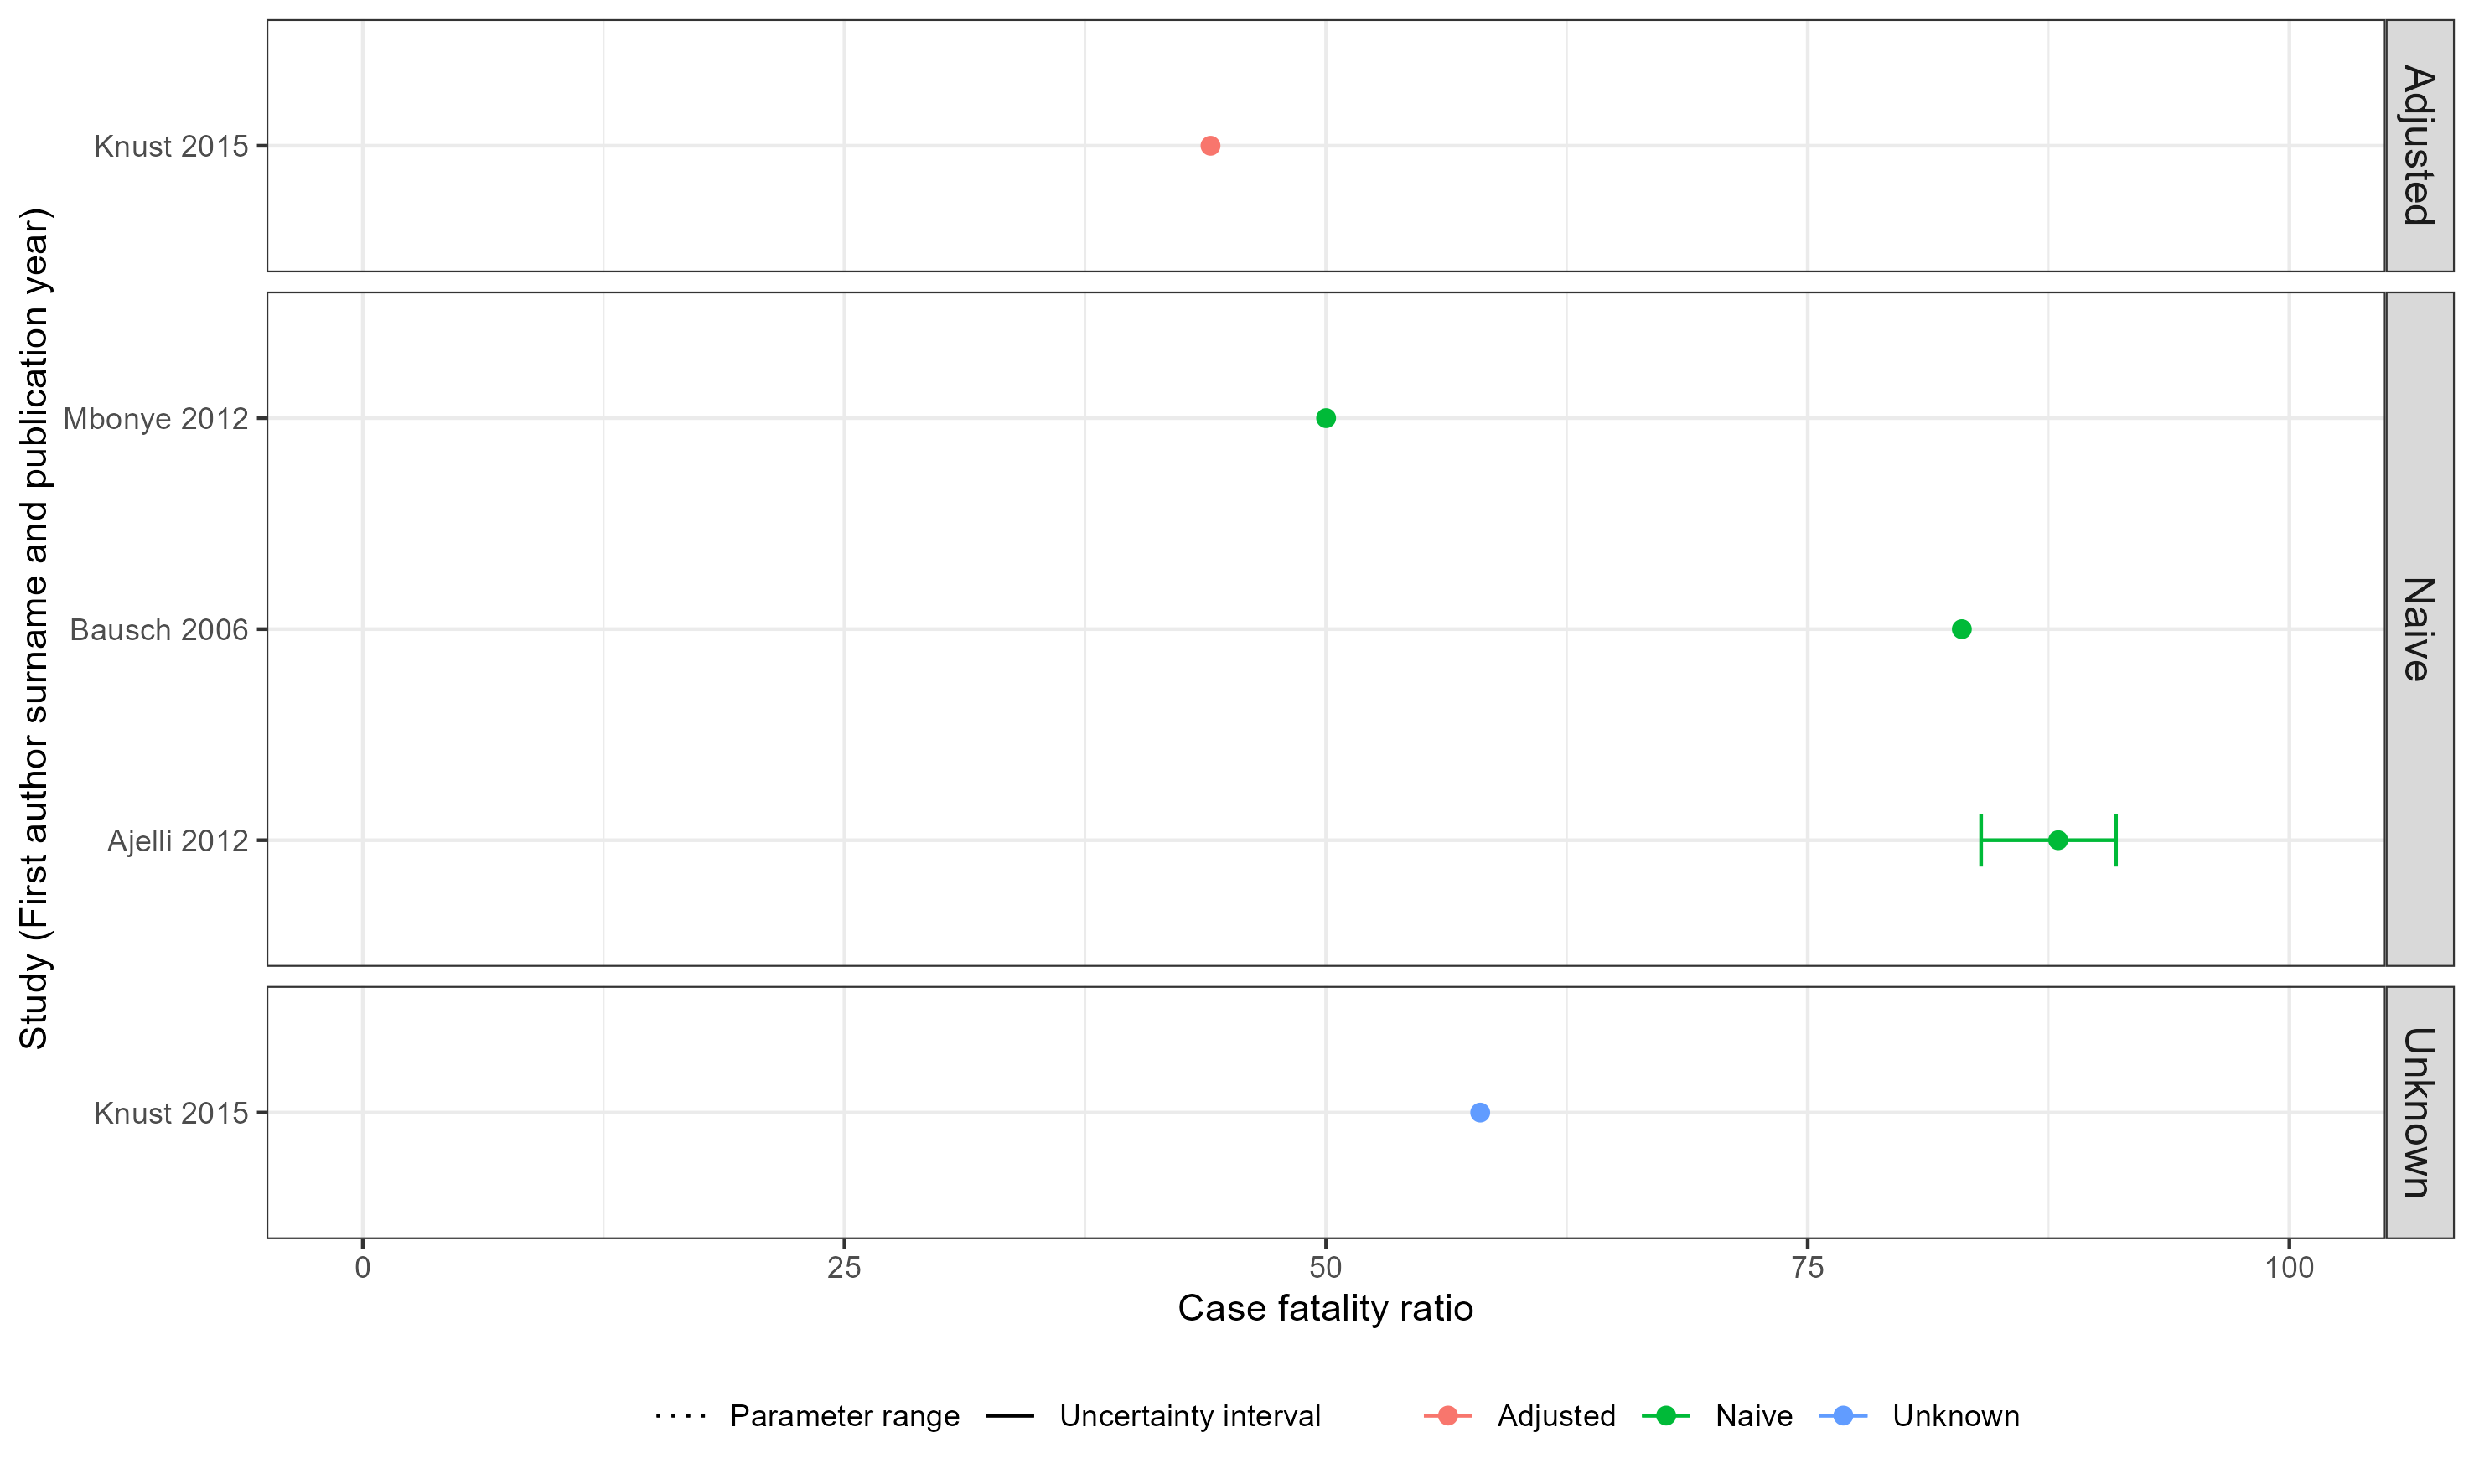 Study (First author surname and publication year)
Knust 2015
Adjusted
Mbonye 2012
Bausch 2006
Ajelli 2012
Naive
Knust 2015
Unknown
0 25 50 75 100
Case fatality ratio
Parameter range Uncertainty interval Adjusted Naive Unknown